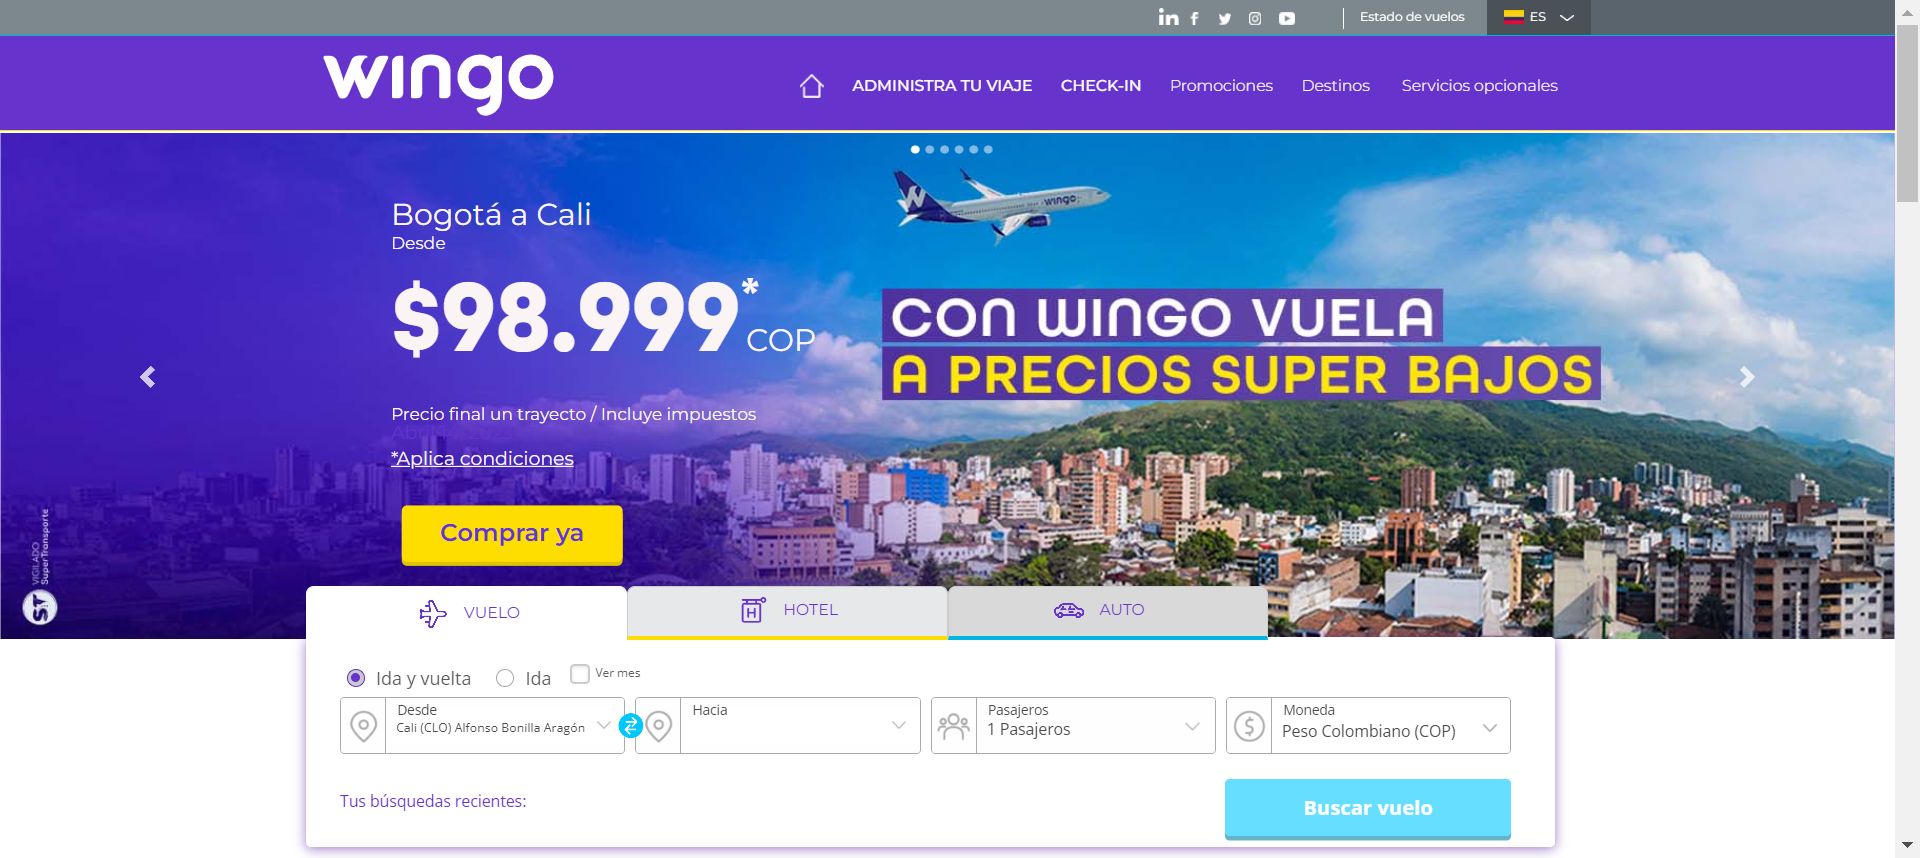 Estado de vuelos
ES
wingo
ADMINISTRA TU VIAJE
CHECK-IN
Promociones
Destinos
Servicios opcionales
Bogotá a Cali
Desde
$98.999*
COP
wingo
CON WINGO VUELA
A PRECIOS SUPER BAJOS
Precio final un trayecto / Incluye impuestos
*Aplica condiciones
Comprar ya
VIGILADO
SuperTransporte
ST
VUELO
HOTEL
AUTO
Ida y vuelta
Ida
Ver mes
Desde
Cali (CLO) Alfonso Bonilla Aragón
Hacia
Pasajeros
1 Pasajeros
Moneda
Peso Colombiano (COP)
Tus búsquedas recientes:
Buscar vuelo